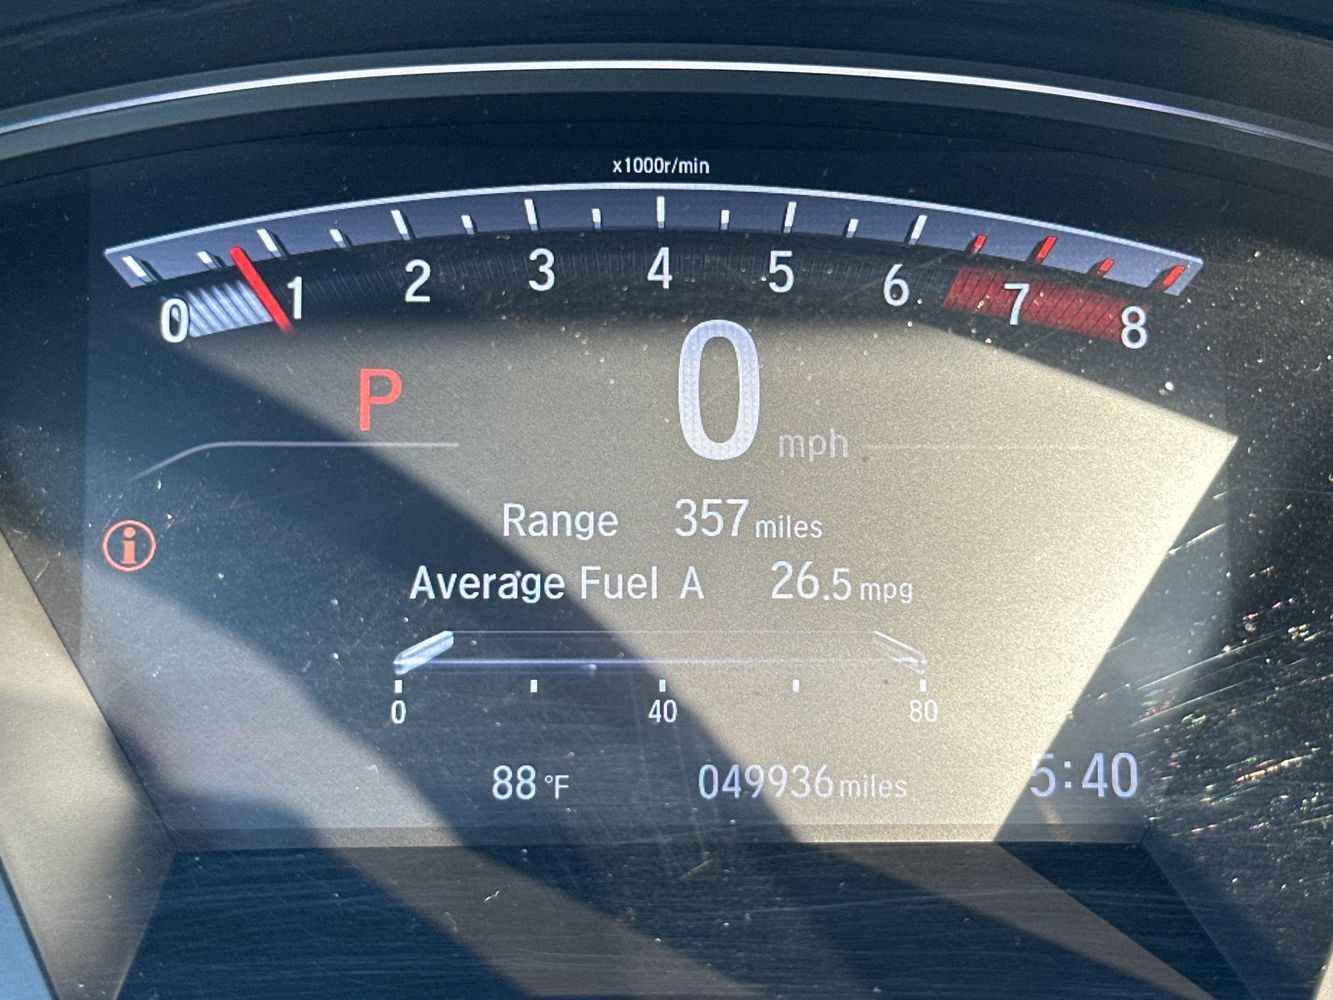 x1000r/min
0 1 2 3 4 5 6 7 8
P
0 mph
Range 357 miles
i
Average Fuel A 26.5 mpg
0 40 80
88 °F 049936 miles 5:40